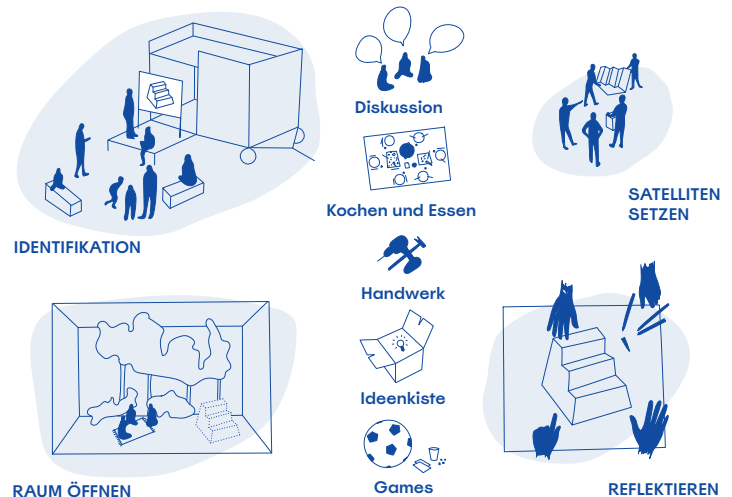 IDENTIFIKATION
RAUM ÖFFNEN
Diskussion
Kochen und Essen
Handwerk
Ideenkiste
Games
SATELLITEN
SETZEN
REFLEKTIEREN